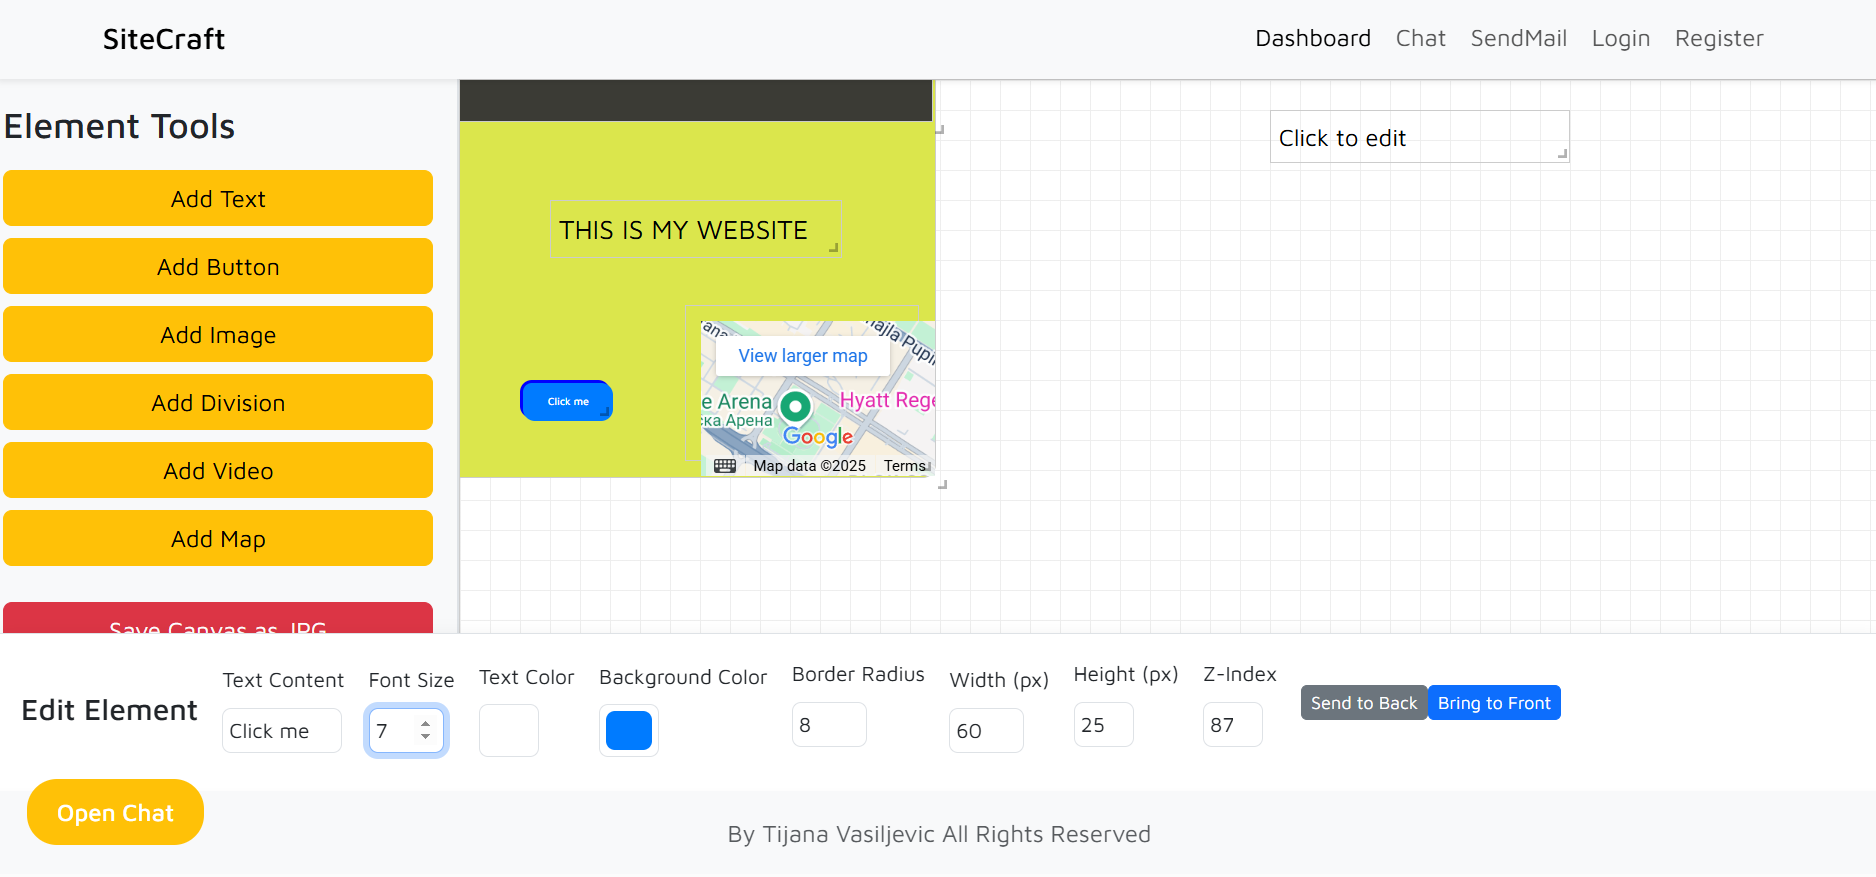 SiteCraft
Dashboard Chat SendMail Login Register
Element Tools
Add Text
Add Button
Add Image
Add Division
Add Video
Add Map
Save Canvas as JPG
THIS IS MY WEBSITE
Click me
View larger map
e Arena
ска Арена
Hyatt Rege
Google
Map data ©2025 Terms
Click to edit
Edit Element
Text Content
Click me
Font Size
7
Text Color
Background Color
Border Radius
8
Width (px)
60
Height (px)
25
Z-Index
87
Send to Back
Bring to Front
Open Chat
By Tijana Vasiljevic All Rights Reserved